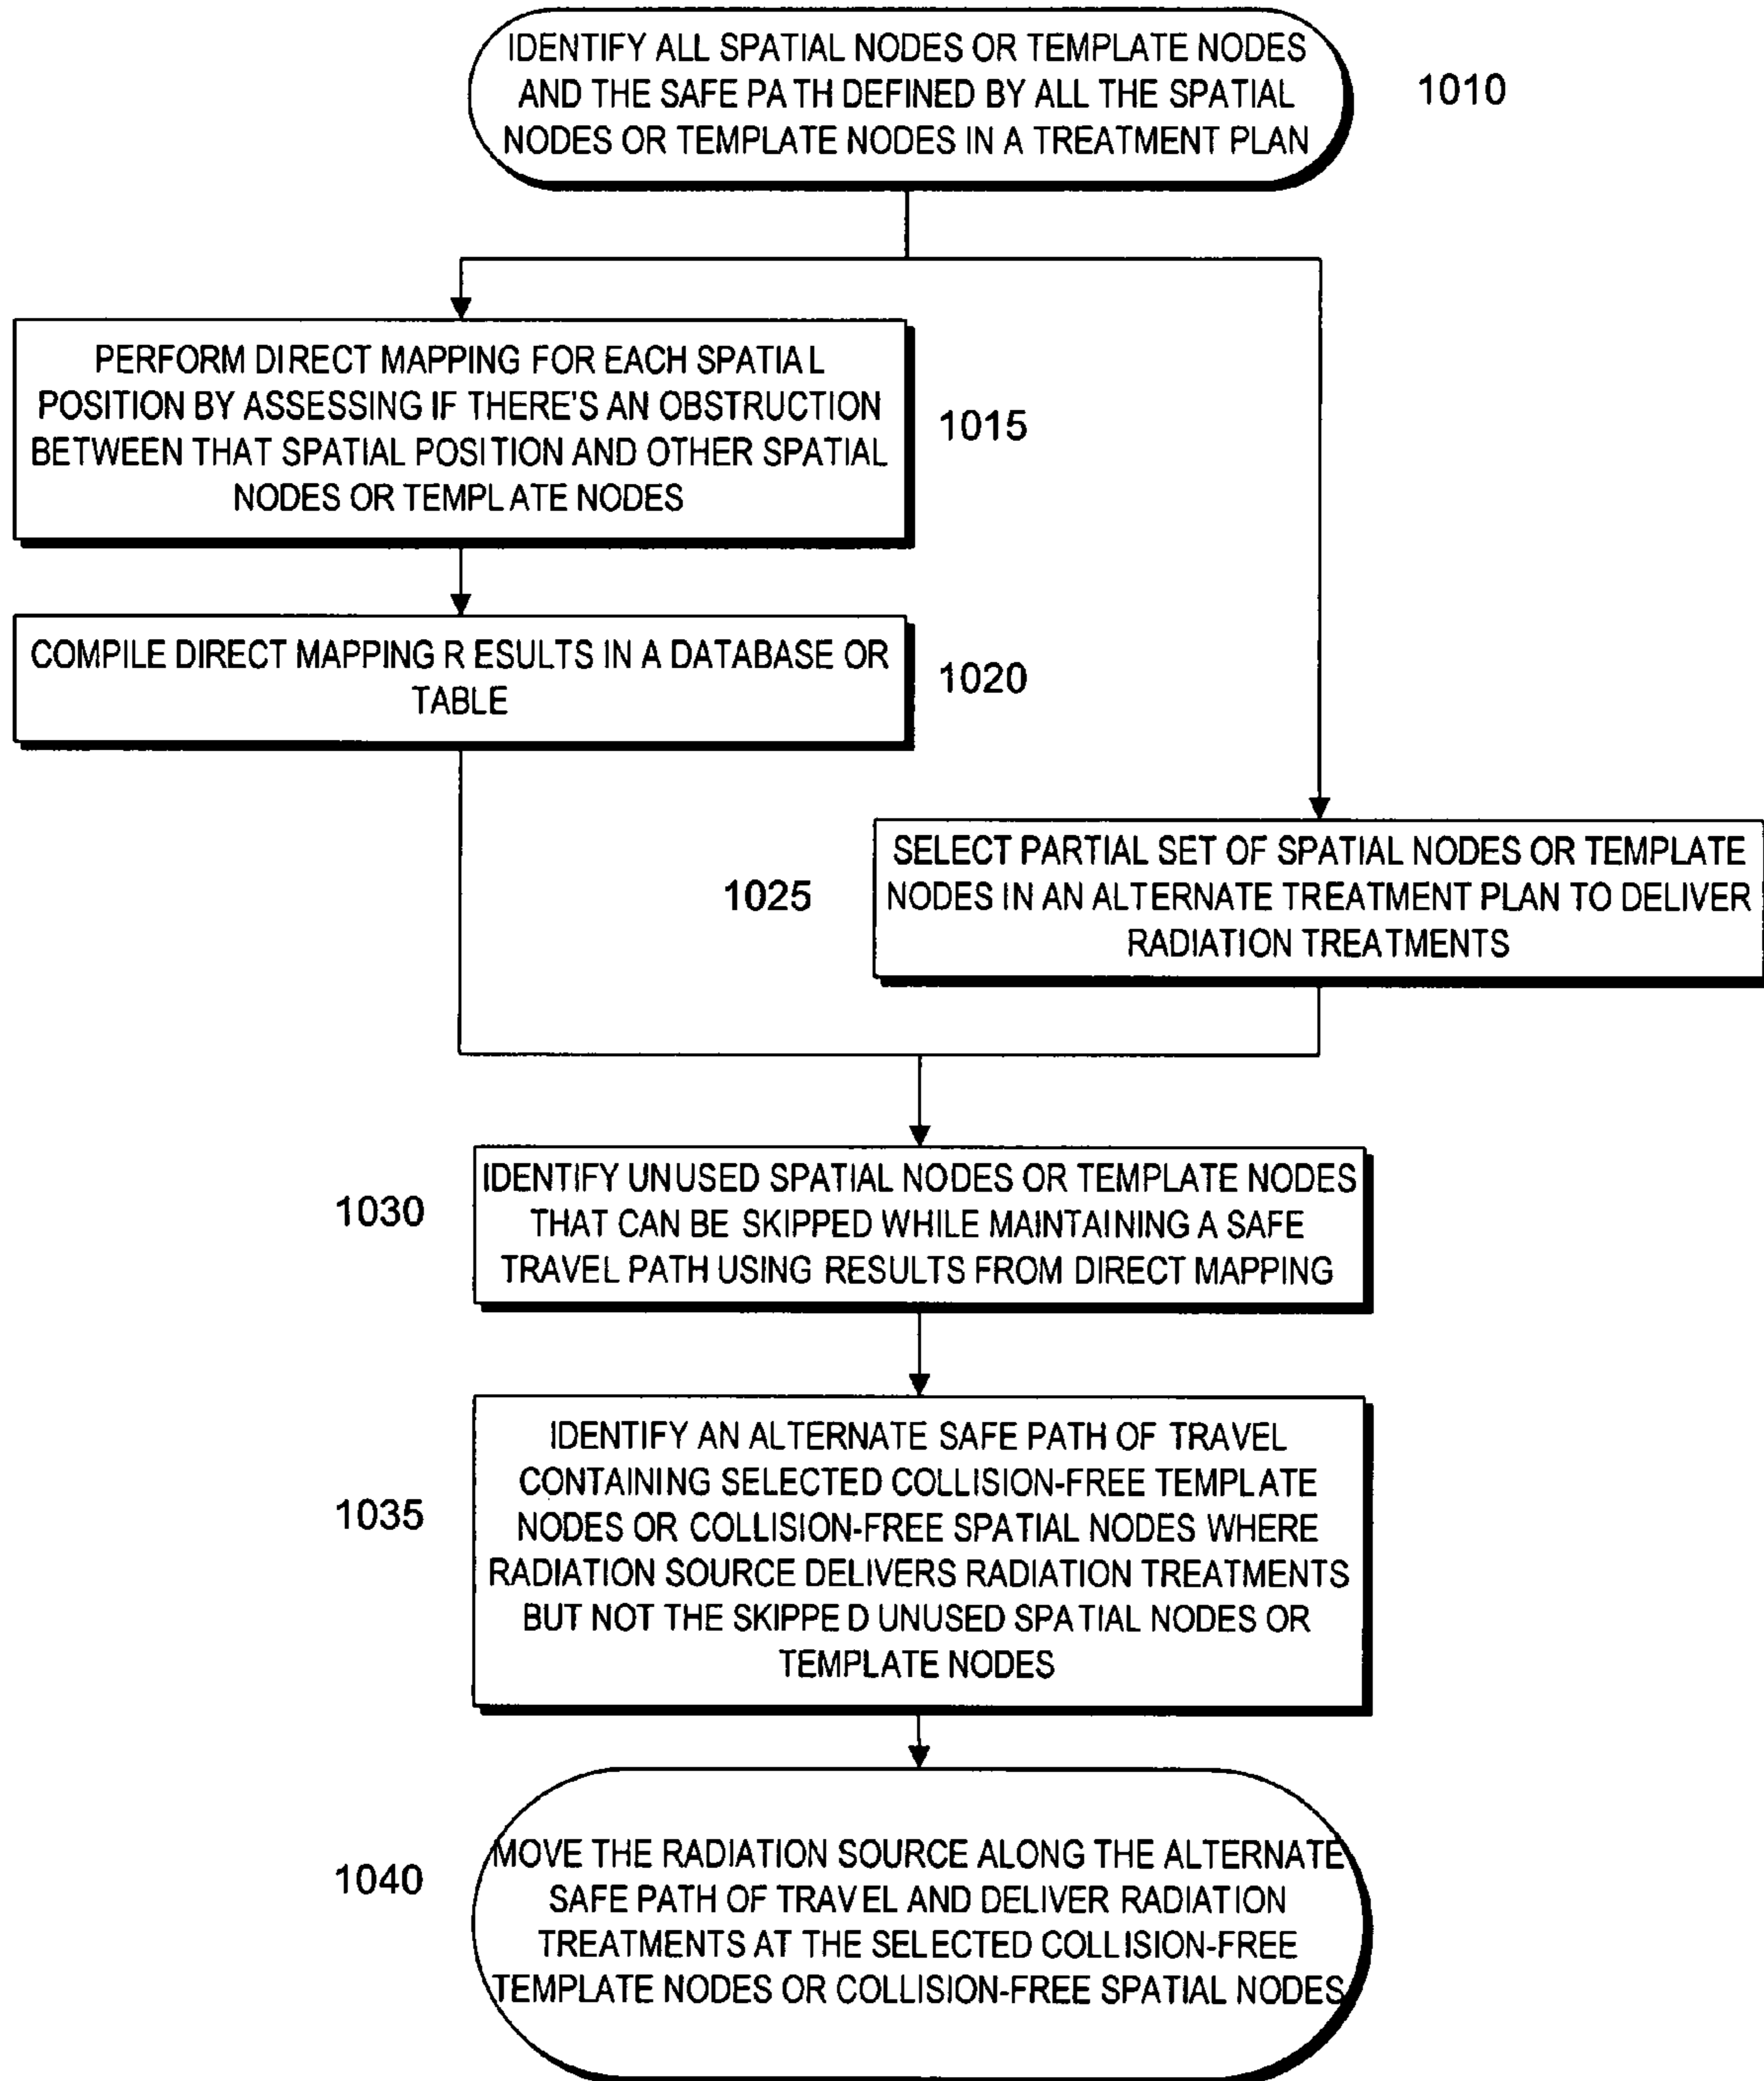 IDENTIFY ALL SPATIAL NODES OR TEMPLATE NODES
AND THE SAFE PATH DEFINED BY ALL THE SPATIAL
NODES OR TEMPLATE NODES IN A TREATMENT PLAN
1010
PERFORM DIRECT MAPPING FOR EACH SPATIAL
POSITION BY ASSESSING IF THERE'S AN OBSTRUCTION
BETWEEN THAT SPATIAL POSITION AND OTHER SPATIAL
NODES OR TEMPLATE NODES
1015
COMPILE DIRECT MAPPING RESULTS IN A DATABASE OR
TABLE
1020
1025
SELECT PARTIAL SET OF SPATIAL NODES OR TEMPLATE
NODES IN AN ALTERNATE TREATMENT PLAN TO DELIVER
RADIATION TREATMENTS
1030
IDENTIFY UNUSED SPATIAL NODES OR TEMPLATE NODES
THAT CAN BE SKIPPED WHILE MAINTAINING A SAFE
TRAVEL PATH USING RESULTS FROM DIRECT MAPPING
1035
IDENTIFY AN ALTERNATE SAFE PATH OF TRAVEL
CONTAINING SELECTED COLLISION-FREE TEMPLATE
NODES OR COLLISION-FREE SPATIAL NODES WHERE
RADIATION SOURCE DELIVERS RADIATION TREATMENTS
BUT NOT THE SKIPPED UNUSED SPATIAL NODES OR
TEMPLATE NODES
1040
MOVE THE RADIATION SOURCE ALONG THE ALTERNATE
SAFE PATH OF TRAVEL AND DELIVER RADIATION
TREATMENTS AT THE SELECTED COLLISION-FREE
TEMPLATE NODES OR COLLISION-FREE SPATIAL NODES